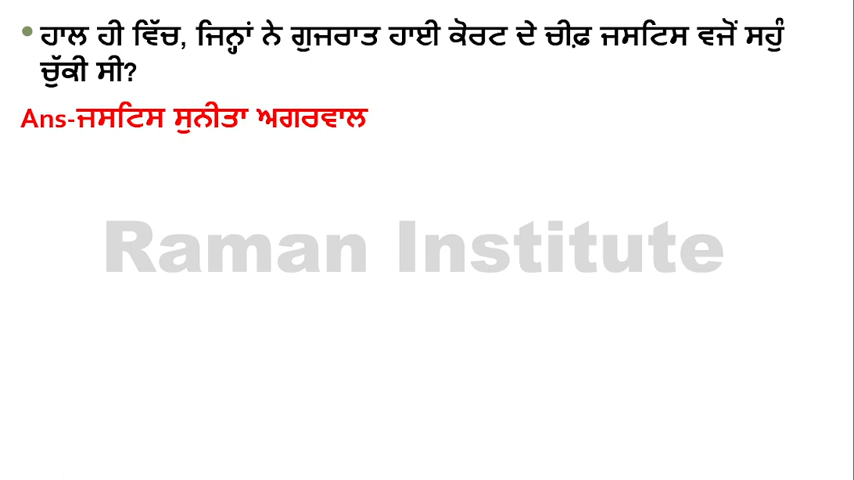 • ਹਾਲ ਹੀ ਵਿੱਚ, ਜਿਨ੍ਹਾਂ ਨੇ ਗੁਜਰਾਤ ਹਾਈ ਕੋਰਟ ਦੇ ਚੀਫ਼ ਜਸਟਿਸ ਵਜੋਂ ਸਹੁੰ
ਚੁੱਕੀ ਸੀ?
Ans-ਜਸਟਿਸ ਸੁਨੀਤਾ ਅਗਰਵਾਲ
Raman Institute